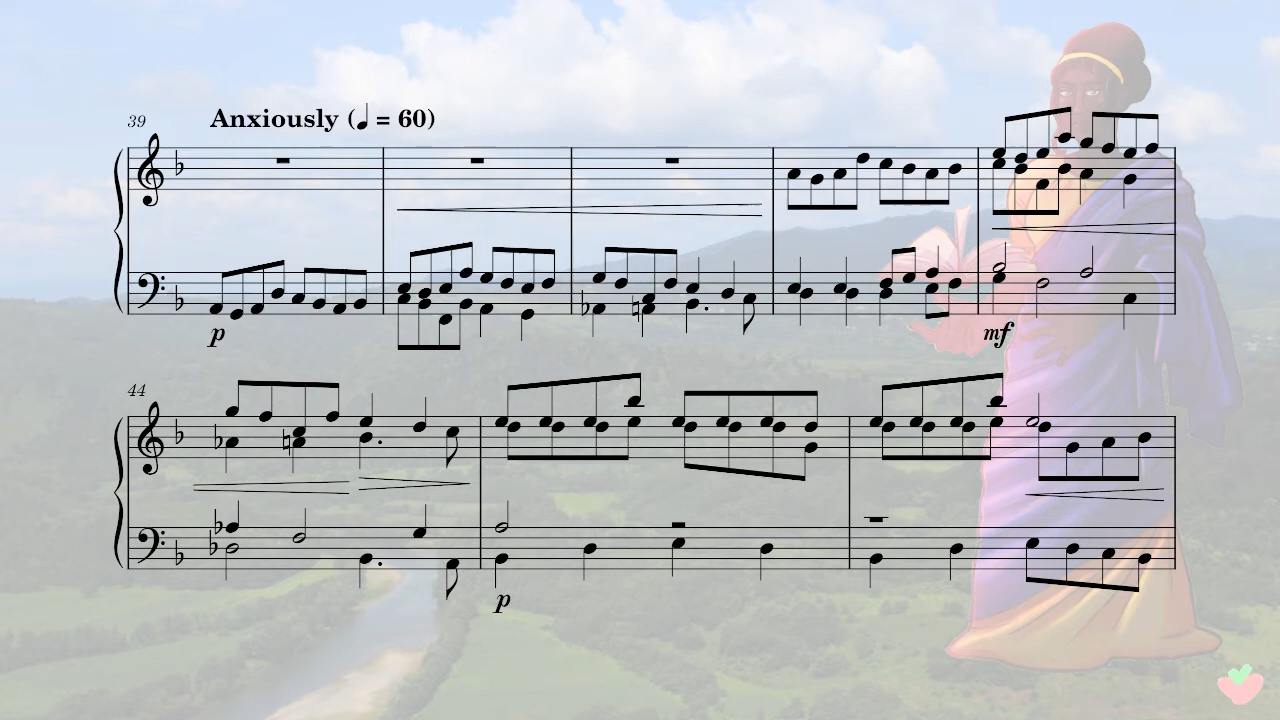 39
Anxiously (♩ = 60)
p
mf
44
p